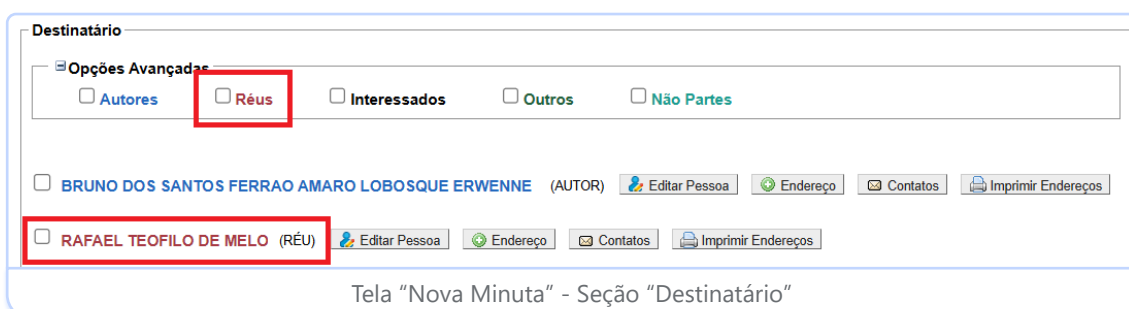 Destinatário
Opções Avançadas
Autores Réus Interessados Outros Não Partes
BRUNO DOS SANTOS FERRAO AMARO LOBOSQUE ERWENNE (AUTOR) Editar Pessoa Endereço Contatos Imprimir Endereços
RAFAEL TEOFILO DE MELO (RÉU) Editar Pessoa Endereço Contatos Imprimir Endereços
Tela “Nova Minuta” - Seção “Destinatário”